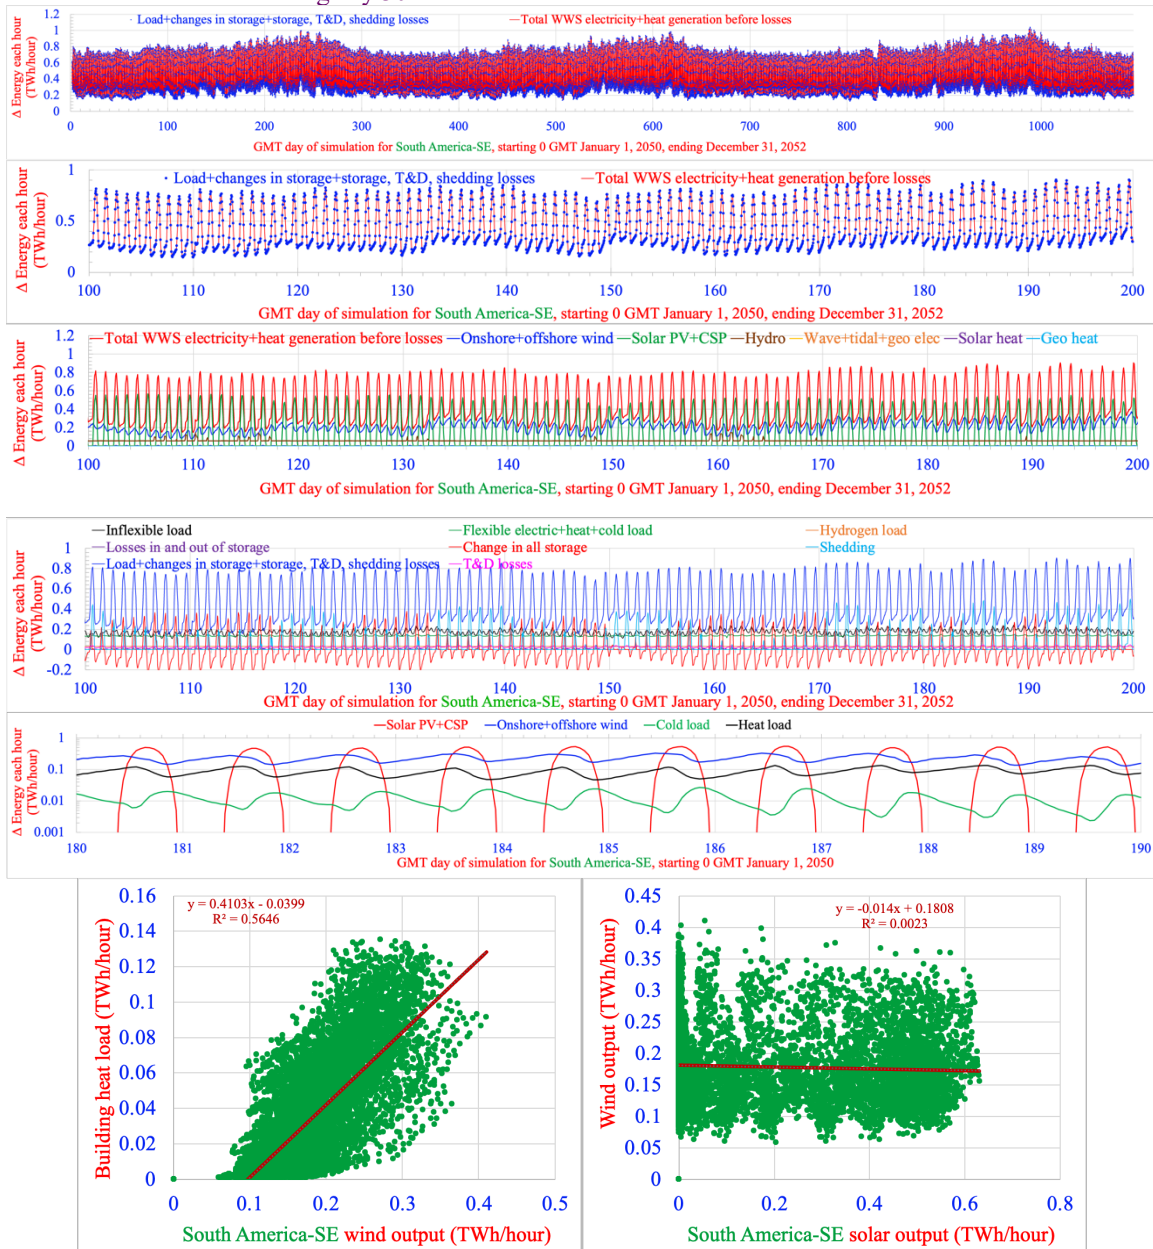 1.2
Load+changes in storage+storage, T&D, shedding losses
Total WWS electricity+heat generation before losses
1
0.8
0.6
0.4
0.2
0
Δ Energy each hour
(TWh/hour)
0 100 200 300 400 500 600 700 800 900 1000
GMT day of simulation for South America-SE, starting 0 GMT January 1, 2050, ending December 31, 2052
1
Load+changes in storage+storage, T&D, shedding losses
Total WWS electricity+heat generation before losses
0.5
0
Δ Energy each hour
(TWh/hour)
100 110 120 130 140 150 160 170 180 190 200
GMT day of simulation for South America-SE, starting 0 GMT January 1, 2050, ending December 31, 2052
1.2
Total WWS electricity+heat generation before losses Onshore+offshore wind Solar PV+CSP Hydro Wave+tidal+geo elec Solar heat Geo heat
1
0.8
0.6
0.4
0.2
0
Δ Energy each hour
(TWh/hour)
100 110 120 130 140 150 160 170 180 190 200
GMT day of simulation for South America-SE, starting 0 GMT January 1, 2050, ending December 31, 2052
Inflexible load Flexible electric+heat+cold load Hydrogen load
Losses in and out of storage Change in all storage Shedding
Load+changes in storage+storage, T&D, shedding losses T&D losses
1
0.8
0.6
0.4
0.2
0
-0.2
Δ Energy each hour
(TWh/hour)
100 110 120 130 140 150 160 170 180 190 200
GMT day of simulation for South America-SE, starting 0 GMT January 1, 2050, ending December 31, 2052
Solar PV+CSP Onshore+offshore wind Cold load Heat load
1
0.1
0.01
0.001
Δ Energy each hour
(TWh/hour)
180 181 182 183 184 185 186 187 188 189 190
GMT day of simulation for South America-SE, starting 0 GMT January 1, 2050
0.16
y = 0.4103x - 0.0399
R² = 0.5646
0.14
0.12
0.1
0.08
0.06
0.04
0.02
0
Building heat load (TWh/hour)
0 0.1 0.2 0.3 0.4 0.5
South America-SE wind output (TWh/hour)
0.45
y = -0.014x + 0.1808
R² = 0.0023
0.4
0.35
0.3
0.25
0.2
0.15
0.1
0.05
0
Wind output (TWh/hour)
0 0.2 0.4 0.6 0.8
South America-SE solar output (TWh/hour)